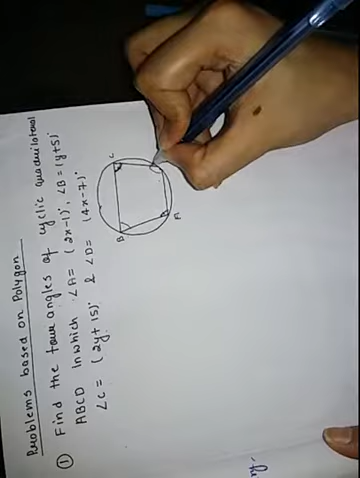 Problems based on Polygon
① Find the four angles of cyclic quadrilateral
ABCD In which ∠A = (2x-1)°, ∠B = (y+5)°
∠C = (2y+15)° & ∠D = (4x-7)°
C
B
A